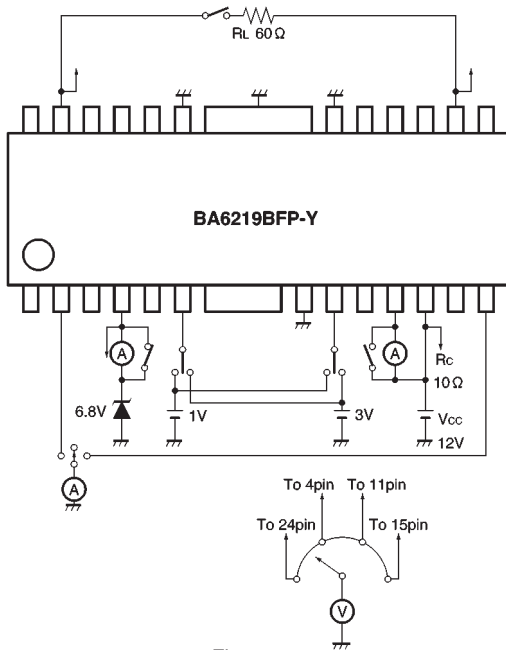 RL 60Ω
BA6219BFP-Y
A
A
RC
10Ω
6.8V
1V
3V
VCC
12V
A
To 4pin
To 11pin
To 24pin
To 15pin
V